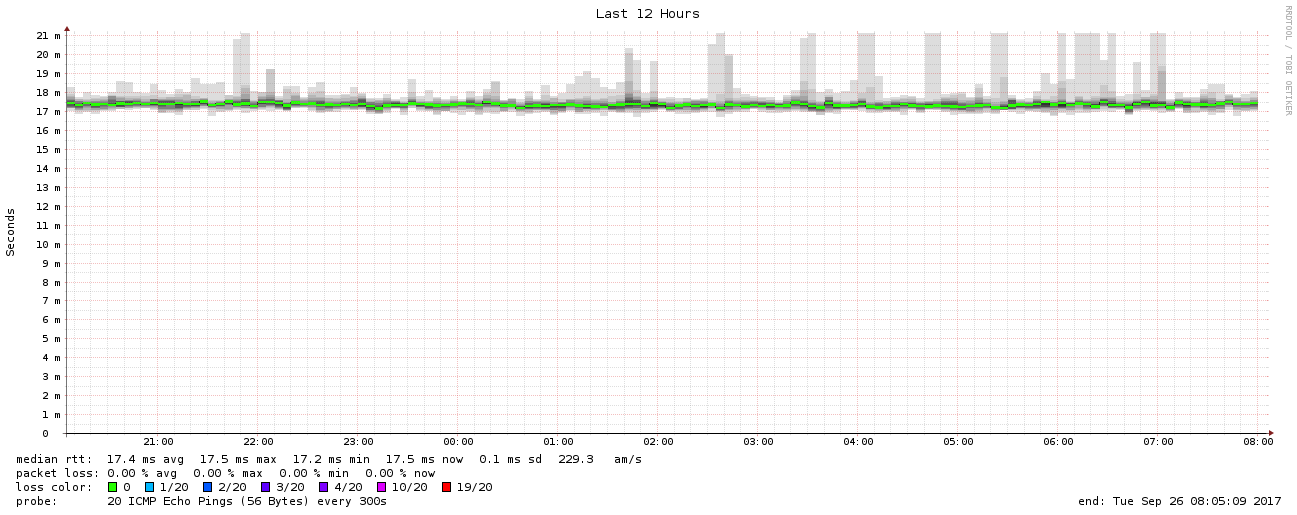 Last 12 Hours
RRDTOOL / TOBI OETIKER
Seconds
21 m
20 m
19 m
18 m
17 m
16 m
15 m
14 m
13 m
12 m
11 m
10 m
9 m
8 m
7 m
6 m
5 m
4 m
3 m
2 m
1 m
0
21:00 22:00 23:00 00:00 01:00 02:00 03:00 04:00 05:00 06:00 07:00 08:00
median rtt: 17.4 ms avg 17.5 ms max 17.2 ms min 17.5 ms now 0.1 ms sd 229.3 am/s
packet loss: 0.00 % avg 0.00 % max 0.00 % min 0.00 % now
loss color: 0 1/20 2/20 3/20 4/20 10/20 19/20
probe: 20 ICMP Echo Pings (56 Bytes) every 300s end: Tue Sep 26 08:05:09 2017